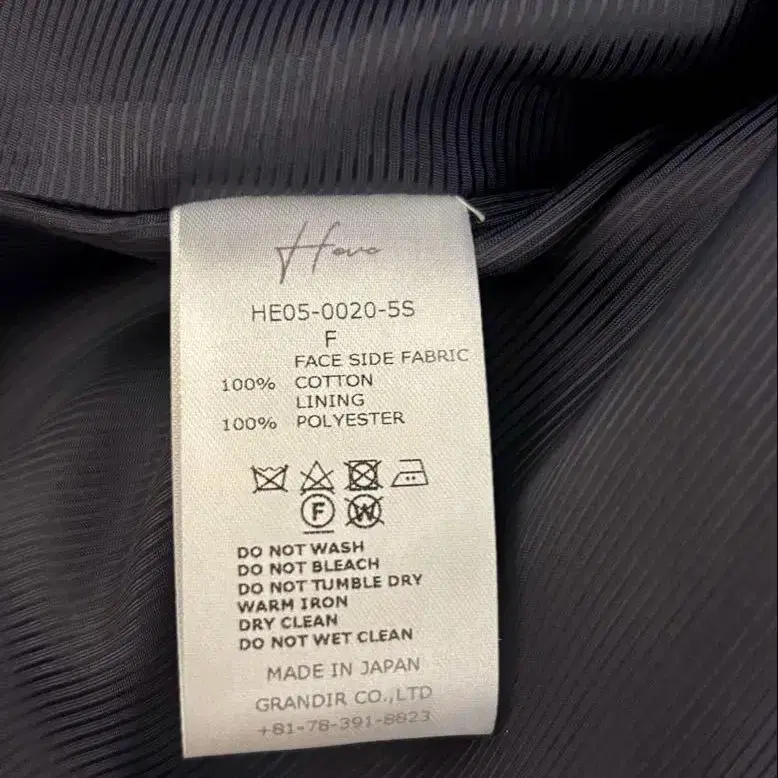 Hevo
HE05-0020-5S
F
FACE SIDE FABRIC
100% COTTON
LINING
100% POLYESTER
F W
DO NOT WASH
DO NOT BLEACH
DO NOT TUMBLE DRY
WARM IRON
DRY CLEAN
DO NOT WET CLEAN
MADE IN JAPAN
GRANDIR CO.,LTD
+81-78-391-8823